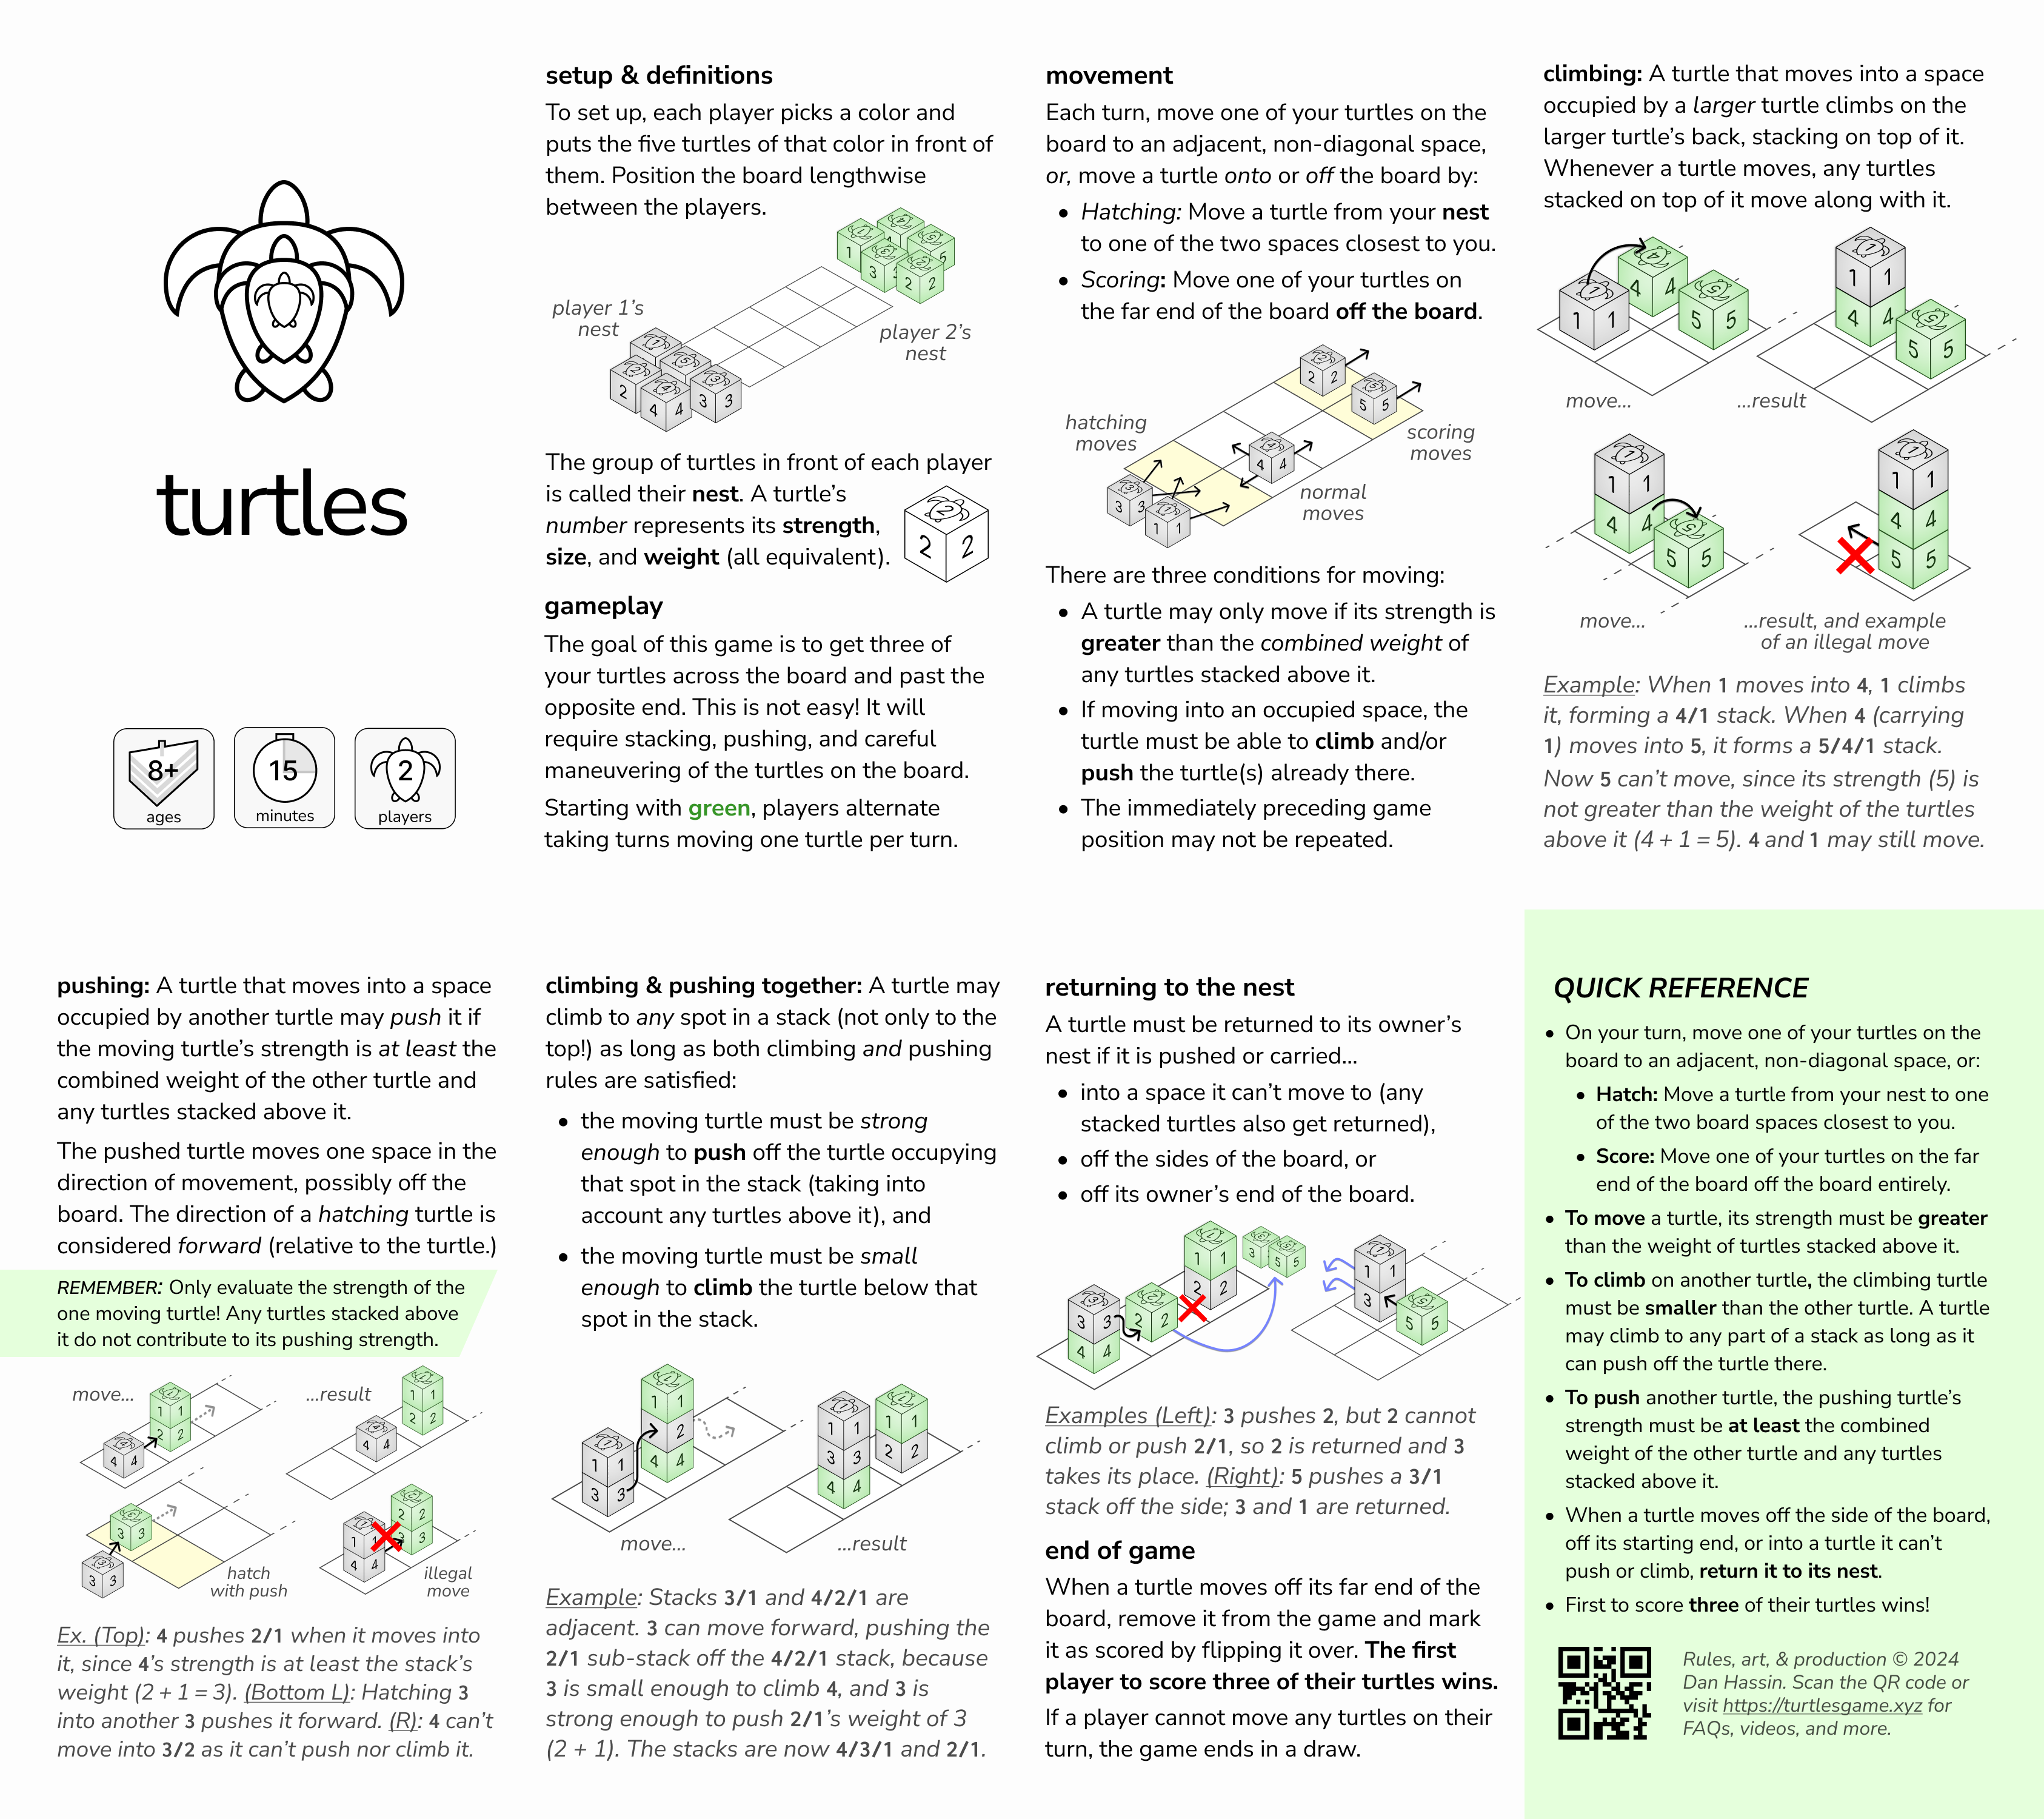 turtles
8+
ages
15
minutes
2
players
setup & definitions
To set up, each player picks a color and
puts the five turtles of that color in front of
them. Position the board lengthwise
between the players.
player 1's
nest
player 2's
nest
The group of turtles in front of each player
is called their nest. A turtle's
number represents its strength,
size, and weight (all equivalent).
2 2 2
gameplay
The goal of this game is to get three of
your turtles across the board and past the
opposite end. This is not easy! It will
require stacking, pushing, and careful
maneuvering of the turtles on the board.
Starting with green, players alternate
taking turns moving one turtle per turn.
movement
Each turn, move one of your turtles on the
board to an adjacent, non-diagonal space,
or, move a turtle onto or off the board by:
• Hatching: Move a turtle from your nest
to one of the two spaces closest to you.
• Scoring: Move one of your turtles on
the far end of the board off the board.
hatching
moves
scoring
moves
normal
moves
There are three conditions for moving:
• A turtle may only move if its strength is
greater than the combined weight of
any turtles stacked above it.
• If moving into an occupied space, the
turtle must be able to climb and/or
push the turtle(s) already there.
• The immediately preceding game
position may not be repeated.
climbing: A turtle that moves into a space
occupied by a larger turtle climbs on the
larger turtle's back, stacking on top of it.
Whenever a turtle moves, any turtles
stacked on top of it move along with it.
move...
...result
move...
...result, and example
of an illegal move
Example: When 1 moves into 4, 1 climbs
it, forming a 4/1 stack. When 4 (carrying
1) moves into 5, it forms a 5/4/1 stack.
Now 5 can't move, since its strength (5) is
not greater than the weight of the turtles
above it (4 + 1 = 5). 4 and 1 may still move.
pushing: A turtle that moves into a space
occupied by another turtle may push it if
the moving turtle's strength is at least the
combined weight of the other turtle and
any turtles stacked above it.
The pushed turtle moves one space in the
direction of movement, possibly off the
board. The direction of a hatching turtle is
considered forward (relative to the turtle.)
REMEMBER: Only evaluate the strength of the
one moving turtle! Any turtles stacked above
it do not contribute to its pushing strength.
move...
...result
hatch
with push
illegal
move
Ex. (Top): 4 pushes 2/1 when it moves into
it, since 4's strength is at least the stack's
weight (2 + 1 = 3). (Bottom L): Hatching 3
into another 3 pushes it forward. (R): 4 can't
move into 3/2 as it can't push nor climb it.
climbing & pushing together: A turtle may
climb to any spot in a stack (not only to the
top!) as long as both climbing and pushing
rules are satisfied:
• the moving turtle must be strong
enough to push off the turtle occupying
that spot in the stack (taking into
account any turtles above it), and
• the moving turtle must be small
enough to climb the turtle below that
spot in the stack.
move...
...result
Example: Stacks 3/1 and 4/2/1 are
adjacent. 3 can move forward, pushing the
2/1 sub-stack off the 4/2/1 stack, because
3 is small enough to climb 4, and 3 is
strong enough to push 2/1's weight of 3
(2 + 1). The stacks are now 4/3/1 and 2/1.
returning to the nest
A turtle must be returned to its owner's
nest if it is pushed or carried...
• into a space it can't move to (any
stacked turtles also get returned),
• off the sides of the board, or
• off its owner's end of the board.
Examples (Left): 3 pushes 2, but 2 cannot
climb or push 2/1, so 2 is returned and 3
takes its place. (Right): 5 pushes a 3/1
stack off the side; 3 and 1 are returned.
end of game
When a turtle moves off its far end of the
board, remove it from the game and mark
it as scored by flipping it over. The first
player to score three of their turtles wins.
If a player cannot move any turtles on their
turn, the game ends in a draw.
QUICK REFERENCE
• On your turn, move one of your turtles on the
board to an adjacent, non-diagonal space, or:
• Hatch: Move a turtle from your nest to one
of the two board spaces closest to you.
• Score: Move one of your turtles on the far
end of the board off the board entirely.
• To move a turtle, its strength must be greater
than the weight of turtles stacked above it.
• To climb on another turtle, the climbing turtle
must be smaller than the other turtle. A turtle
may climb to any part of a stack as long as it
can push off the turtle there.
• To push another turtle, the pushing turtle's
strength must be at least the combined
weight of the other turtle and any turtles
stacked above it.
• When a turtle moves off the side of the board,
off its starting end, or into a turtle it can't
push or climb, return it to its nest.
• First to score three of their turtles wins!
Rules, art, & production © 2024
Dan Hassin. Scan the QR code or
visit https://turtlesgame.xyz for
FAQs, videos, and more.